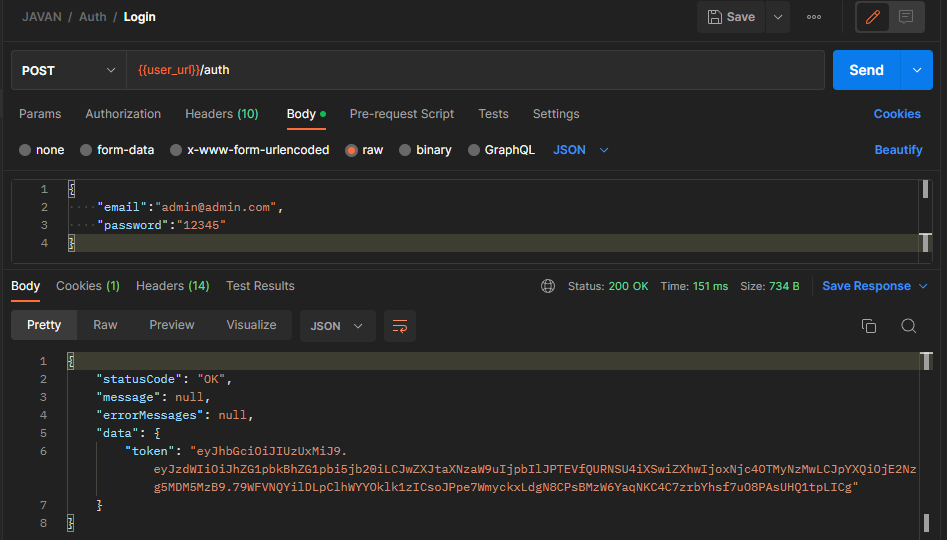 JAVAN / Auth / Login
Save
POST
{{user_url}}/auth
Send
Params Authorization Headers (10) Body Pre-request Script Tests Settings Cookies
none form-data x-www-form-urlencoded raw binary GraphQL JSON Beautify
1 {
2 ····"email":"admin@admin.com",
3 ····"password":"12345"
4 }
Body Cookies (1) Headers (14) Test Results Status: 200 OK Time: 151 ms Size: 734 B Save Response
Pretty Raw Preview Visualize JSON
1 {
2 "statusCode": "OK",
3 "message": null,
4 "errorMessages": null,
5 "data": {
6 "token": "eyJhbGciOiJIUzUxMiJ9.
eyJzdWIiOiJhZG1pbkBhZG1pbi5jb20iLCJwZXJtaXNzaW9uIjpbIlJPTEVfQURNSU4iXSwiZXhwIjoxNjc4OTMyNzMwLCJpYXQiOjE2Nz
g5MDM5MzB9.79WFVNQYilDLpClhWYYOklk1zICsoJPpe7WmyckxLdgN8CPsBMzW6YaqNKC4C7zrbYhsf7uO8PAsUHQ1tpLICg"
7 }
8 }